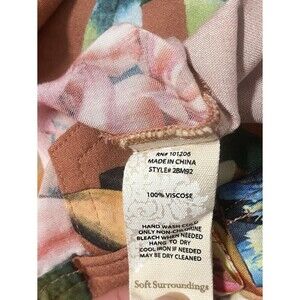 RN# 101206
MADE IN CHINA
STYLE# 2BM92
100% VISCOSE
HAND WASH COLD
ONLY NON-CHLORINE
BLEACH WHEN NEEDED
HANG TO DRY
COOL IRON IF NEEDED
MAY BE DRY CLEANED
Soft Surroundings